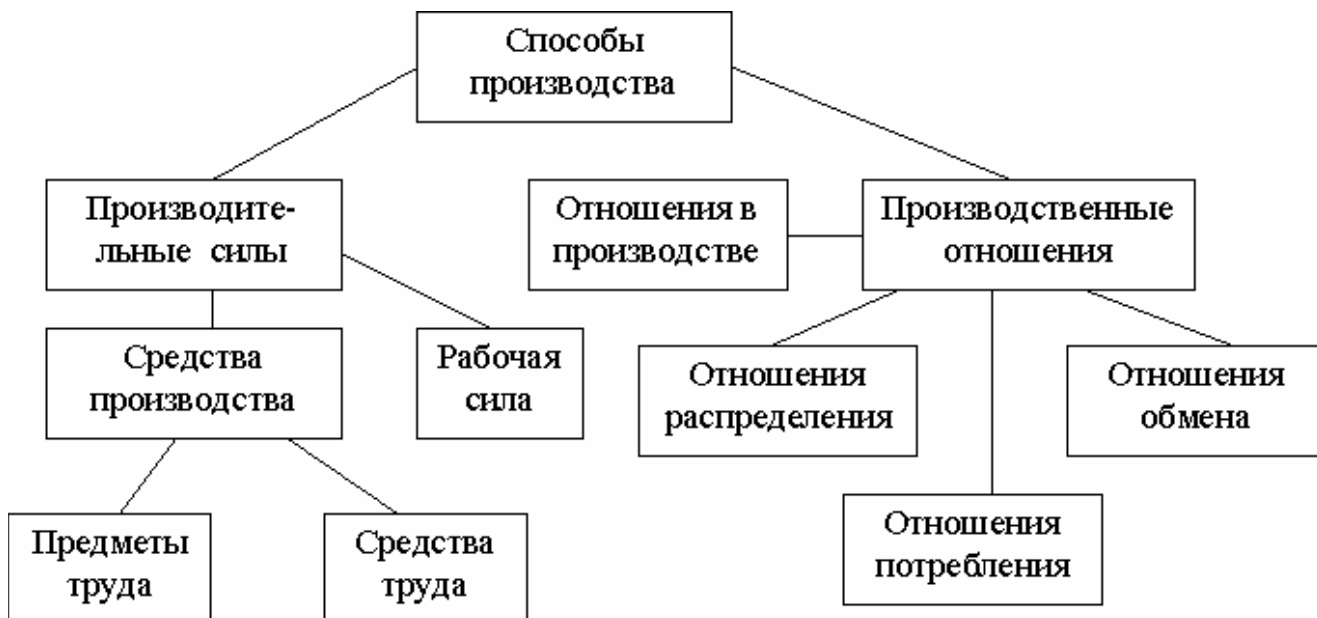 Способы
производства
Производите-
льные силы
Отношения в
производстве
Производственные
отношения
Средства
производства
Рабочая
сила
Отношения
распределения
Отношения
обмена
Предметы
труда
Средства
труда
Отношения
потребления